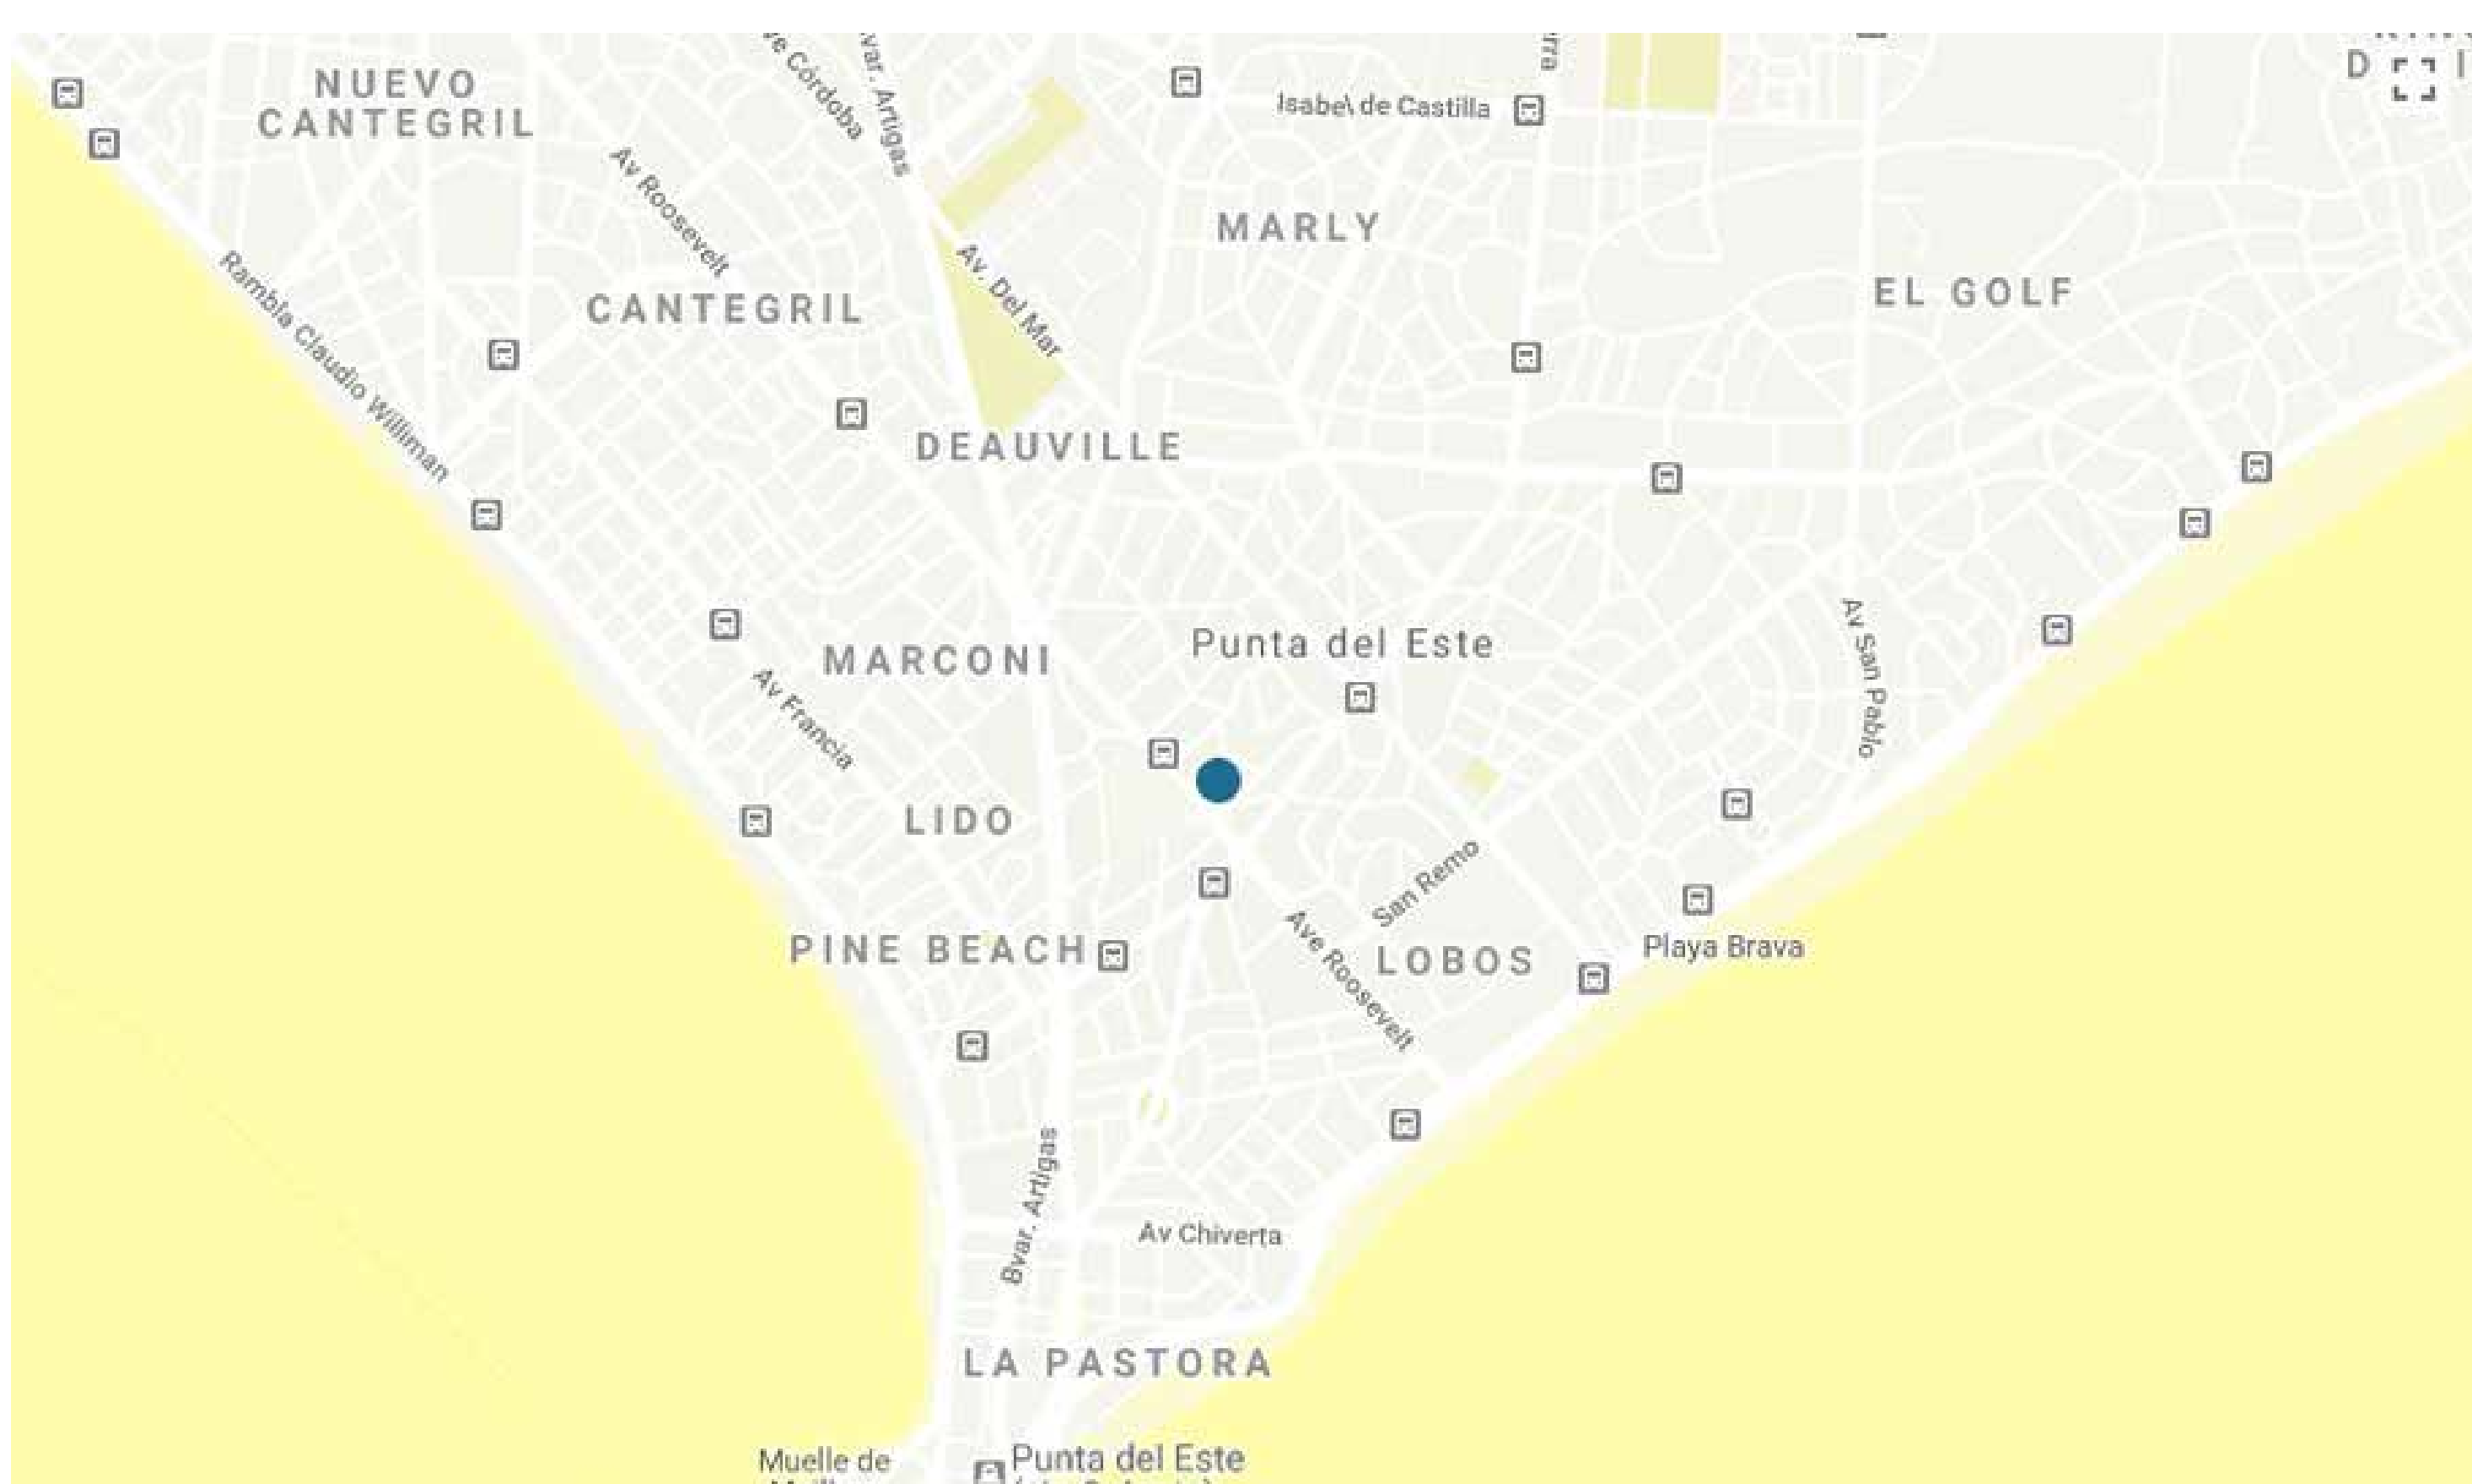 NUEVO
CANTEGRIL
Córdoba
Artigas
Isabel de Castilla
D
Av Roosevelt
MARLY
Rambla Claudio Williman
Av. Del Mar
CANTEGRIL
EL GOLF
DEAUVILLE
Punta del Este
MARCONI
Av San Pablo
Av Francia
LIDO
San Remo
PINE BEACH
Ave Roosevelt
LOBOS
Playa Brava
Bvar. Artigas
Av Chiverta
LA PASTORA
Muelle de
Punta del Este